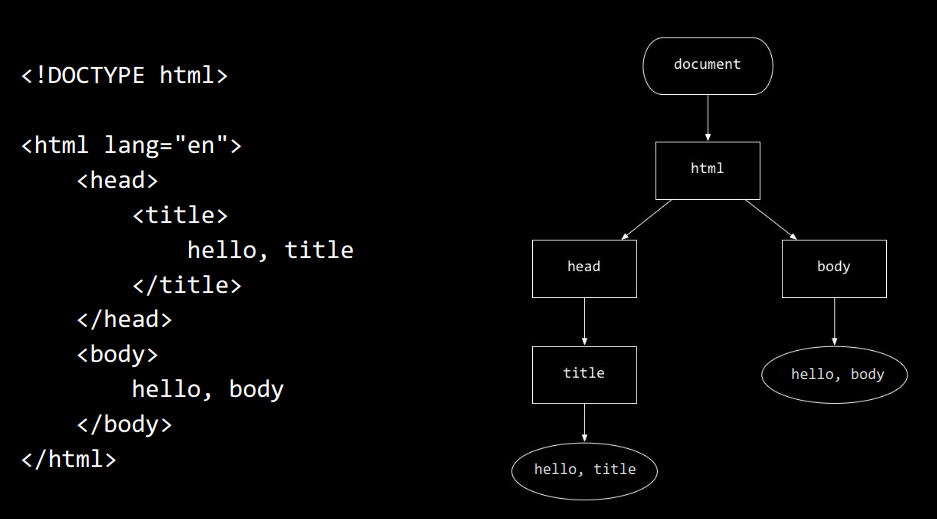 <!DOCTYPE html>
<html lang="en">
<head>
<title>
hello, title
</title>
</head>
<body>
hello, body
</body>
</html>
document
html
head
body
title
hello, body
hello, title